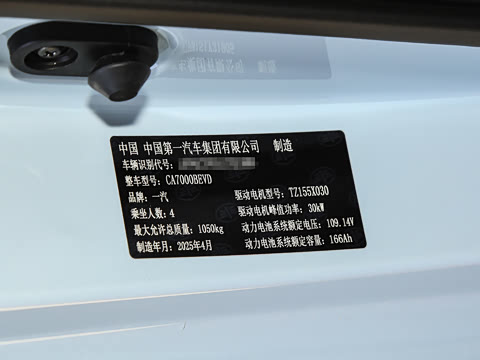 中国 中国第一汽车集团有限公司 制造
车辆识别代号:
整车型号: CA7000BEVD
品牌: 一汽 驱动电机型号: TZ155X030
乘坐人数: 4 驱动电机峰值功率: 30kW
最大允许总质量: 1050kg 动力电池系统额定电压: 109.14V
制造年月: 2025年4月 动力电池系统额定容量: 166Ah